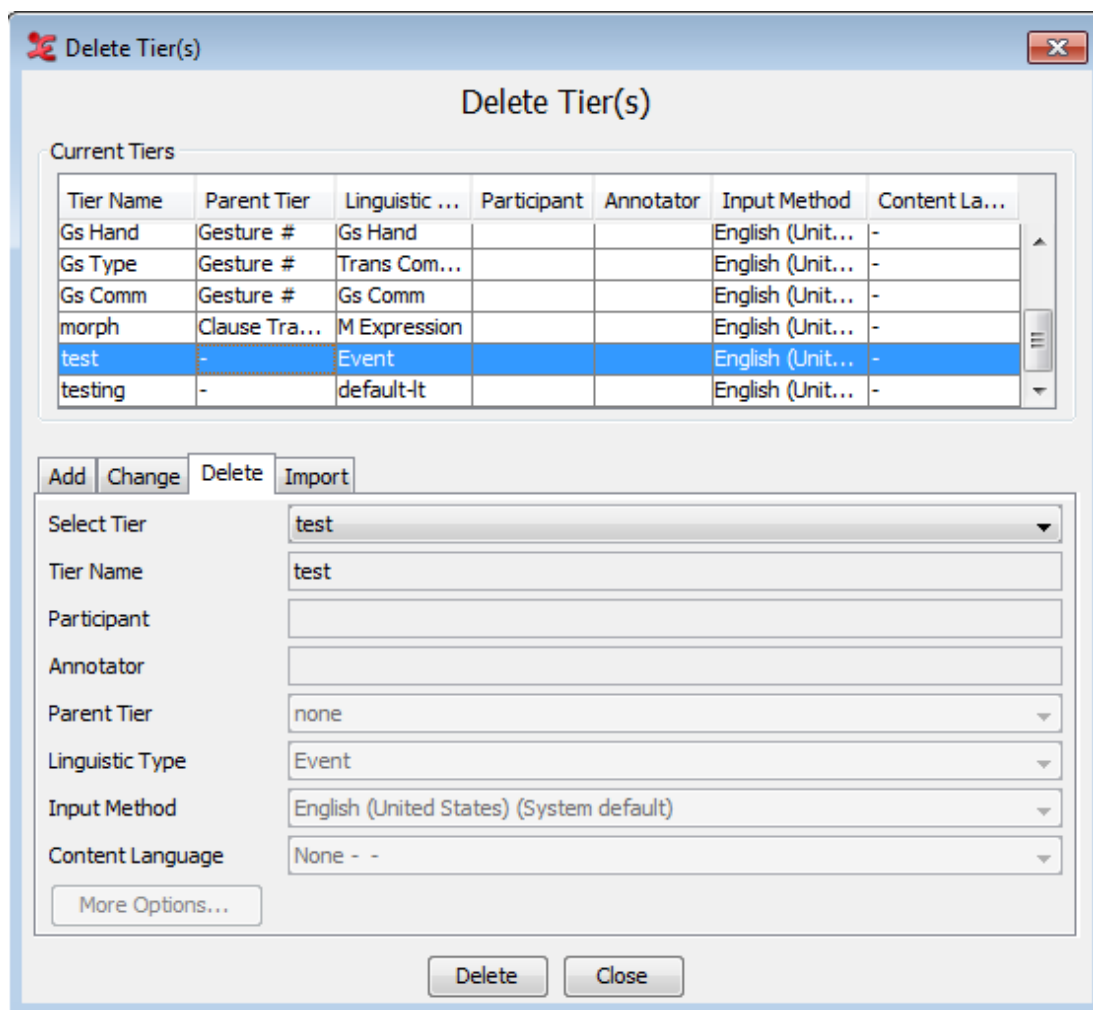 Delete Tier(s)
Delete Tier(s)
Current Tiers
Tier Name Parent Tier Linguistic ... Participant Annotator Input Method Content La...
Gs Hand Gesture # Gs Hand English (Unit... -
Gs Type Gesture # Trans Com... English (Unit... -
Gs Comm Gesture # Gs Comm English (Unit... -
morph Clause Tra... M Expression English (Unit... -
test - Event English (Unit... -
testing - default-lt English (Unit... -
Add Change Delete Import
Select Tier test
Tier Name test
Participant
Annotator
Parent Tier none
Linguistic Type Event
Input Method English (United States) (System default)
Content Language None - -
More Options...
Delete Close